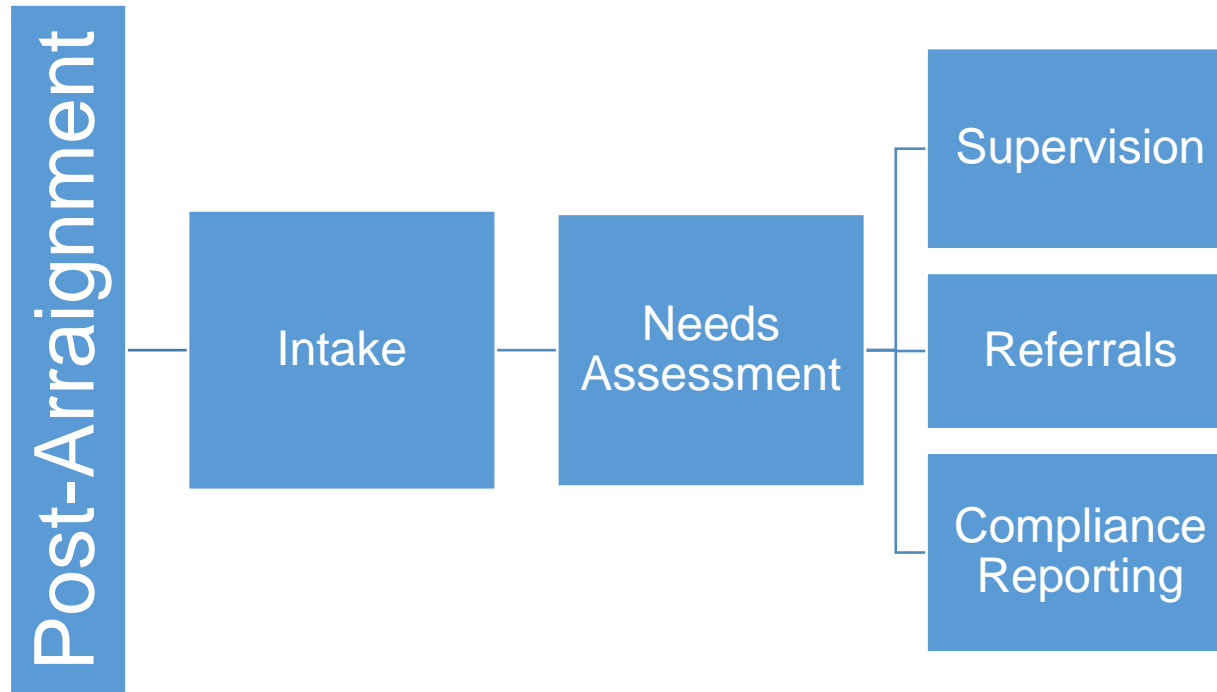 Post-Arraignment
Intake
Needs
Assessment
Supervision
Referrals
Compliance
Reporting